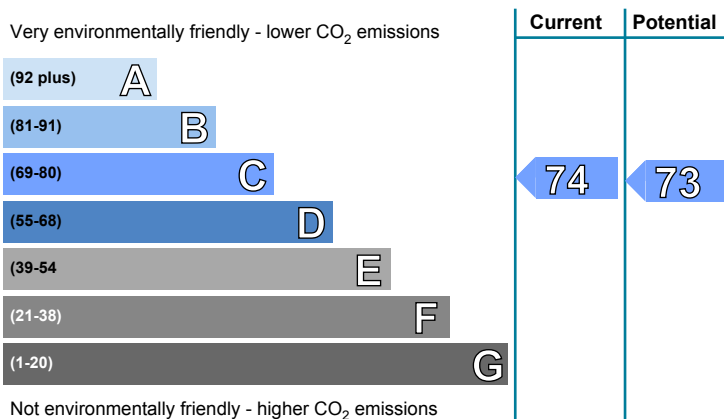 Current Potential
Very environmentally friendly - lower CO2 emissions
(92 plus) A
(81-91) B
(69-80) C 74 73
(55-68) D
(39-54 E
(21-38) F
(1-20) G
Not environmentally friendly - higher CO2 emissions